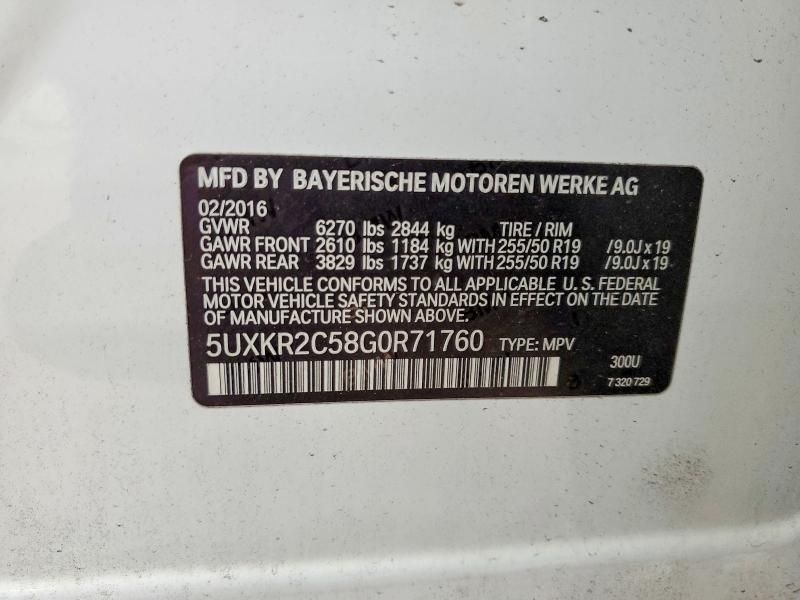 MFD BY BAYERISCHE MOTOREN WERKE AG
02/2016
GVWR 6270 lbs 2844 kg TIRE / RIM
GAWR FRONT 2610 lbs 1184 kg WITH 255/50 R19 /9.0J x 19
GAWR REAR 3829 lbs 1737 kg WITH 255/50 R19 /9.0J x 19
THIS VEHICLE CONFORMS TO ALL APPLICABLE U. S. FEDERAL
MOTOR VEHICLE SAFETY STANDARDS IN EFFECT ON THE DATE
OF MANUFACTURE SHOWN ABOVE.
5UXKR2C58G0R71760 TYPE: MPV
300U
7 320 729